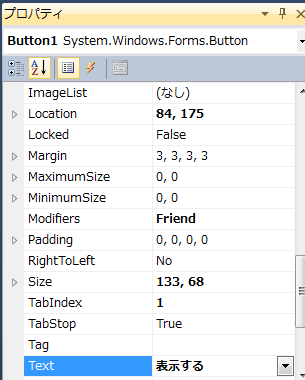 プロパティ
Button1 System.Windows.Forms.Button
ImageList (なし)
Location 84, 175
Locked False
Margin 3, 3, 3, 3
MaximumSize 0, 0
MinimumSize 0, 0
Modifiers Friend
Padding 0, 0, 0, 0
RightToLeft No
Size 133, 68
TabIndex 1
TabStop True
Tag
Text 表示する